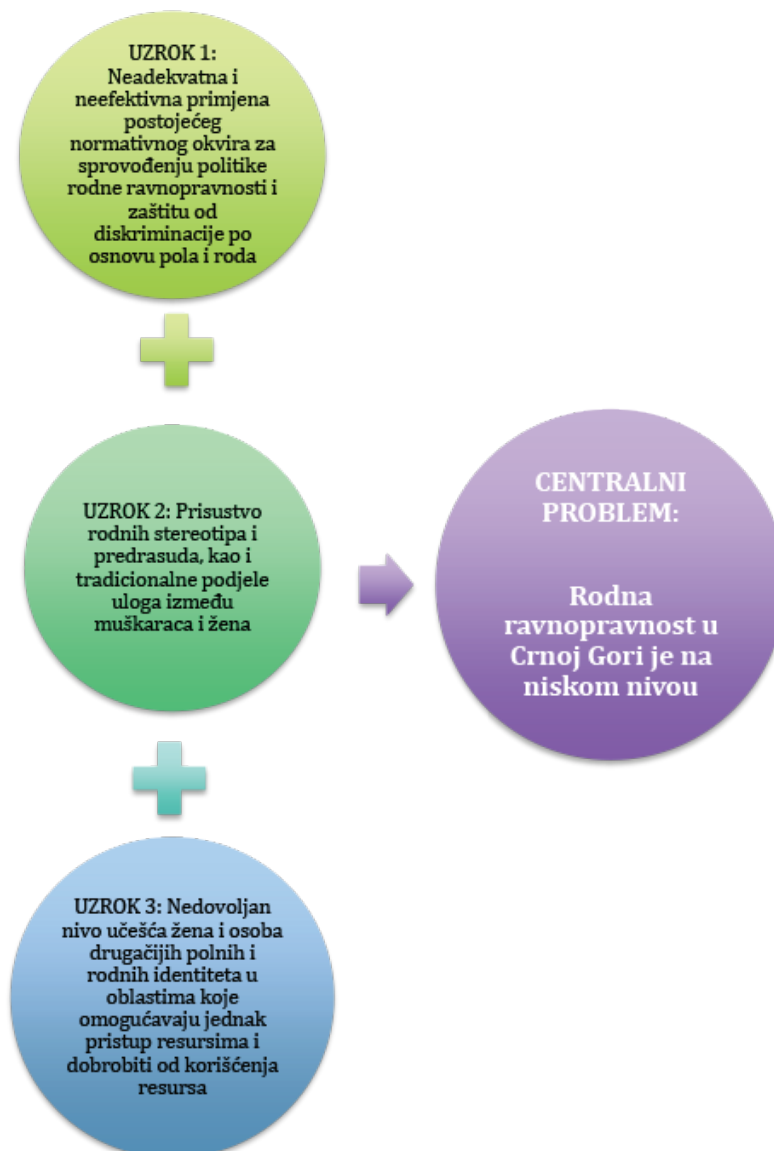 UZROK 1:
Neadekvatna i
neefektivna primjena
postojećeg
normativnog okvira za
sprovođenju politike
rodne ravnopravnosti i
zaštitu od
diskriminacije po
osnovu pola i roda
UZROK 2: Prisustvo
rodnih stereotipa i
predrasuda, kao i
tradicionalne podjele
uloga između
muškaraca i žena
UZROK 3: Nedovoljan
nivo učešća žena i osoba
drugačijih polnih i
rodnih identiteta u
oblastima koje
omogućavaju jednak
pristup resursima i
dobrobiti od korišćenja
resursa
CENTRALNI
PROBLEM:
Rodna
ravnopravnost u
Crnoj Gori je na
niskom nivou